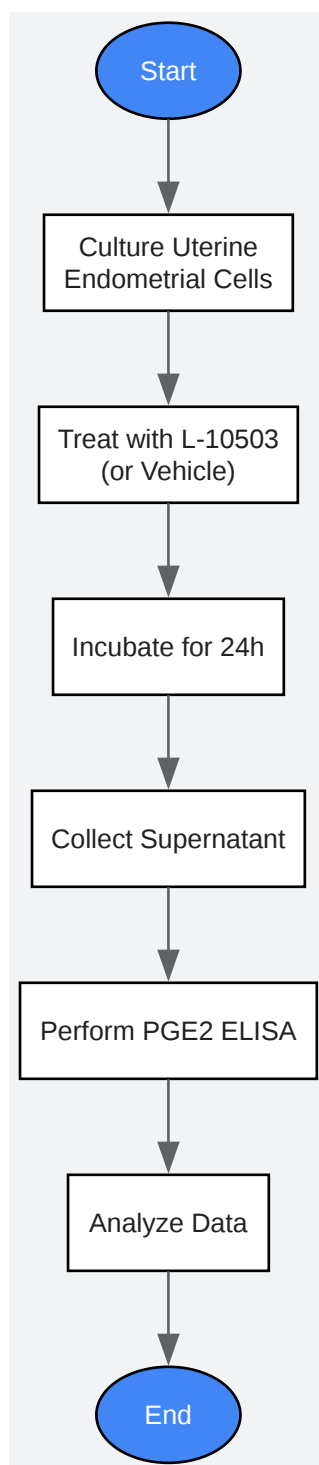 Start
Culture Uterine
Endometrial Cells
Treat with L-10503
(or Vehicle)
Incubate for 24h
Collect Supernatant
Perform PGE2 ELISA
Analyze Data
End